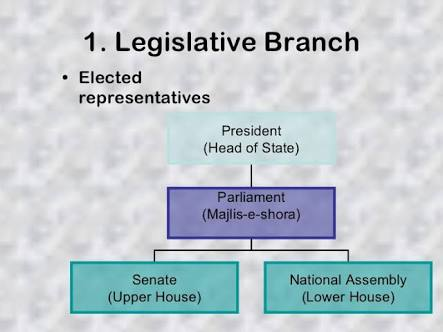 1. Legislative Branch
• Elected
representatives
President
(Head of State)
Parliament
(Majlis-e-shora)
Senate
(Upper House)
National Assembly
(Lower House)